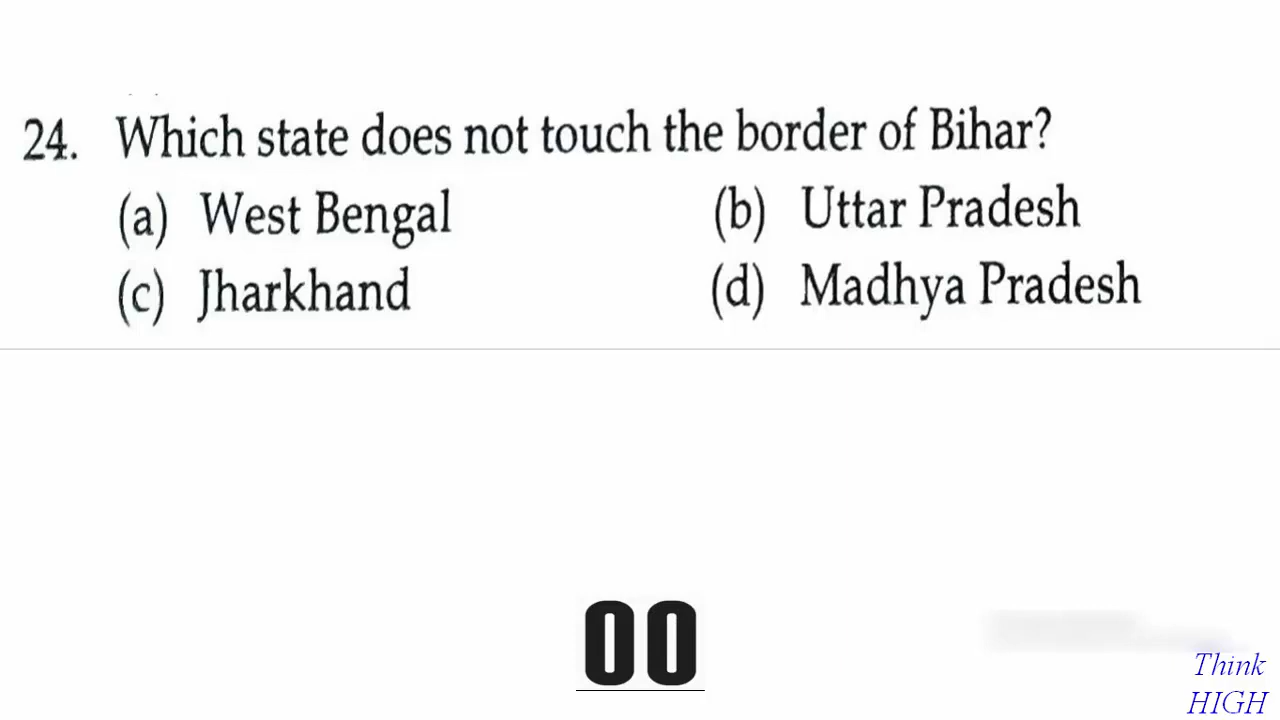 24. Which state does not touch the border of Bihar?
(a) West Bengal (b) Uttar Pradesh
(c) Jharkhand (d) Madhya Pradesh
00
Think
HIGH